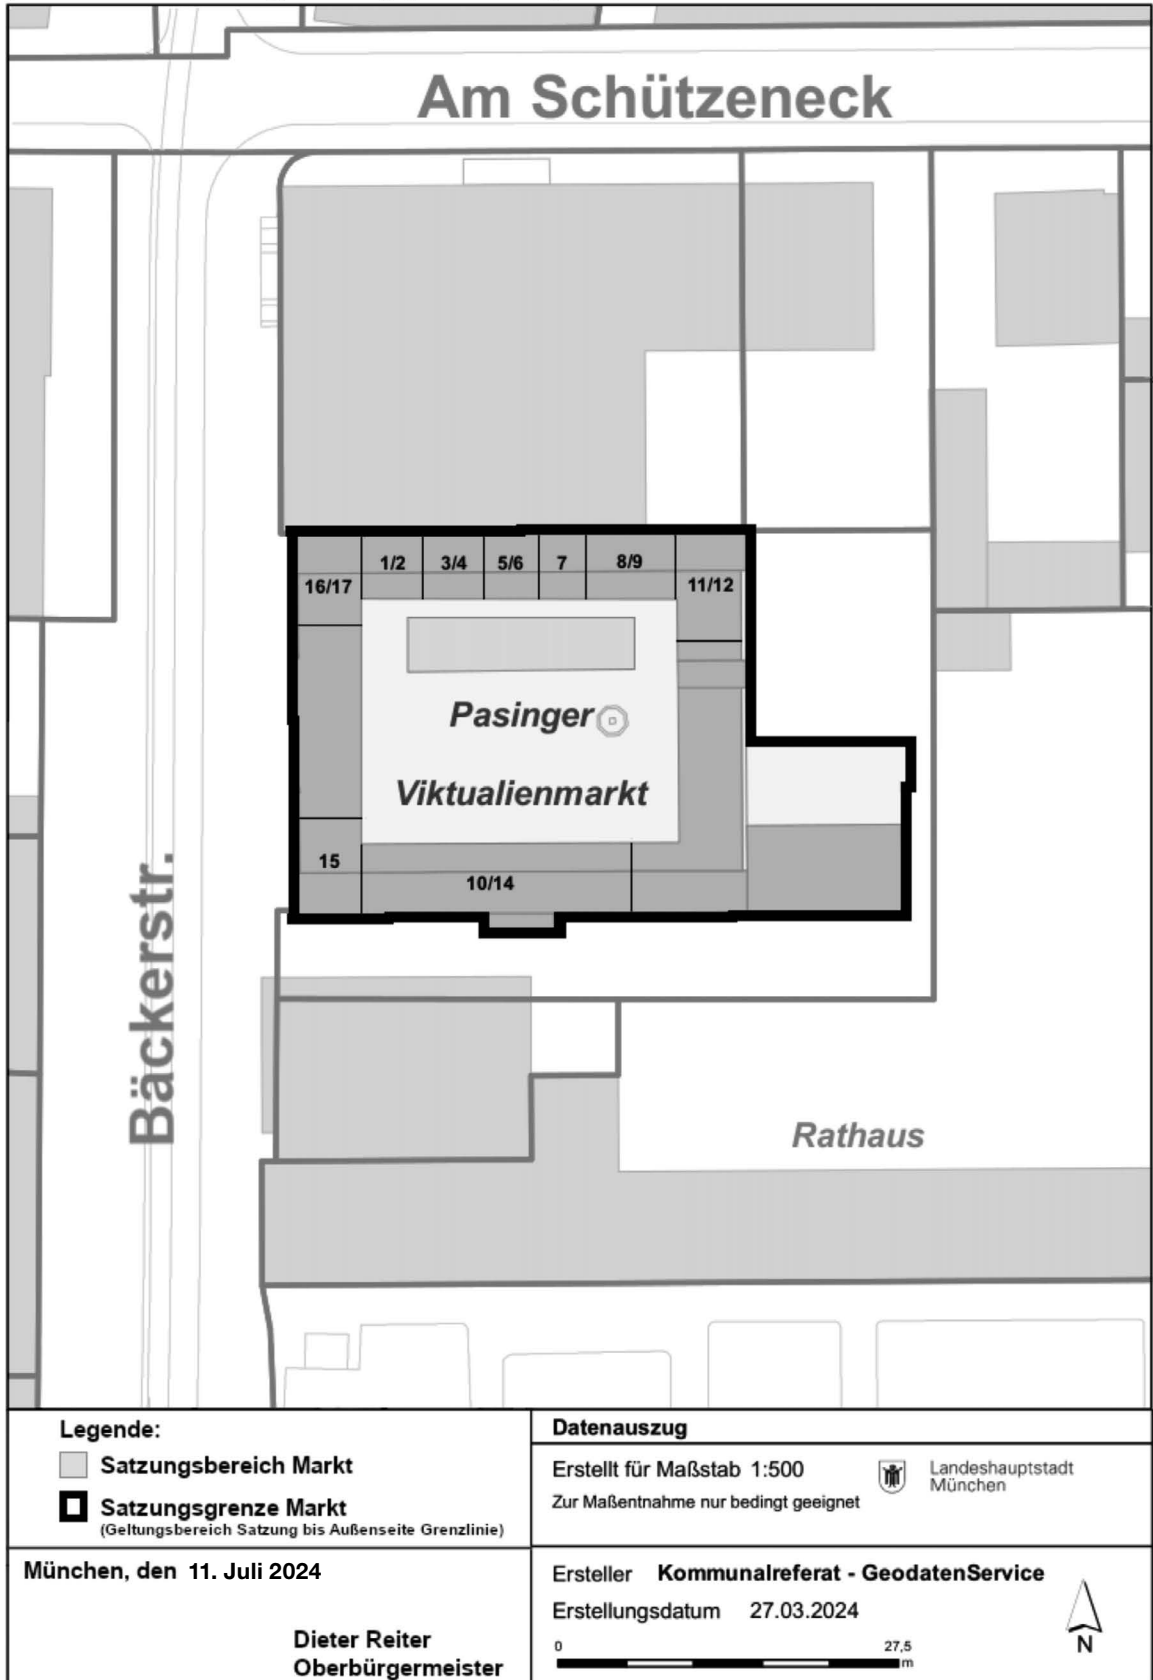 Am Schützeneck
1/2 3/4 5/6 7 8/9
16/17 11/12
Pasinger
Viktualienmarkt
15
10/14
Bäckerstr.
Rathaus
Legende:
Satzungsbereich Markt
Satzungsgrenze Markt
(Geltungsbereich Satzung bis Außenseite Grenzlinie)
München, den 11. Juli 2024
Dieter Reiter
Oberbürgermeister
Datenauszug
Erstellt für Maßstab 1:500
Zur Maßentnahme nur bedingt geeignet
Landeshauptstadt
München
Ersteller Kommunalreferat - GeodatenService
Erstellungsdatum 27.03.2024
0 27,5
m
N